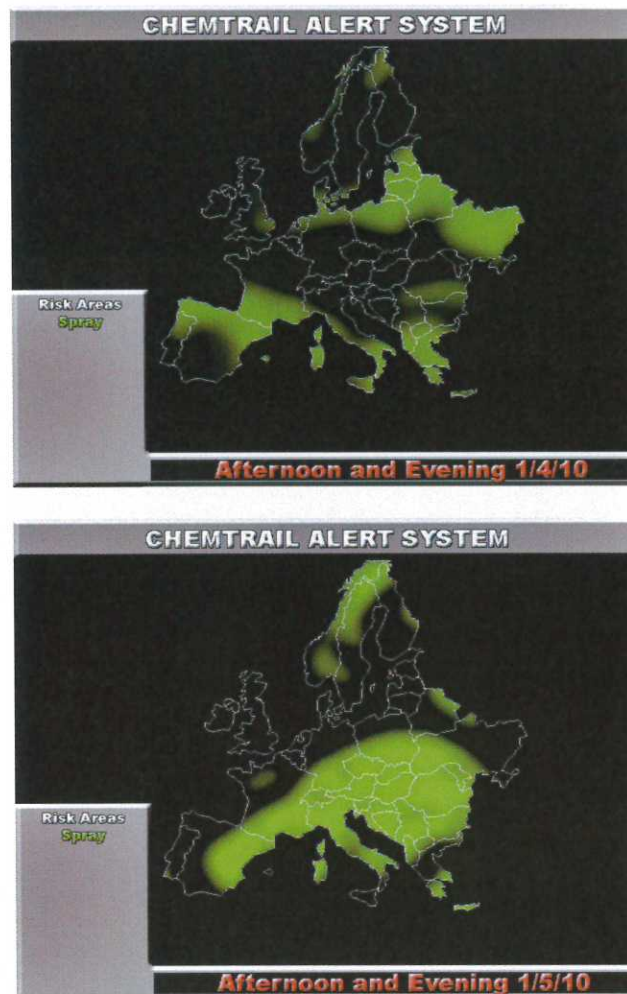 CHEMTRAIL ALERT SYSTEM
Risk Areas
Spray
Afternoon and Evening 1/4/10
CHEMTRAIL ALERT SYSTEM
Risk Areas
Spray
Afternoon and Evening 1/5/10